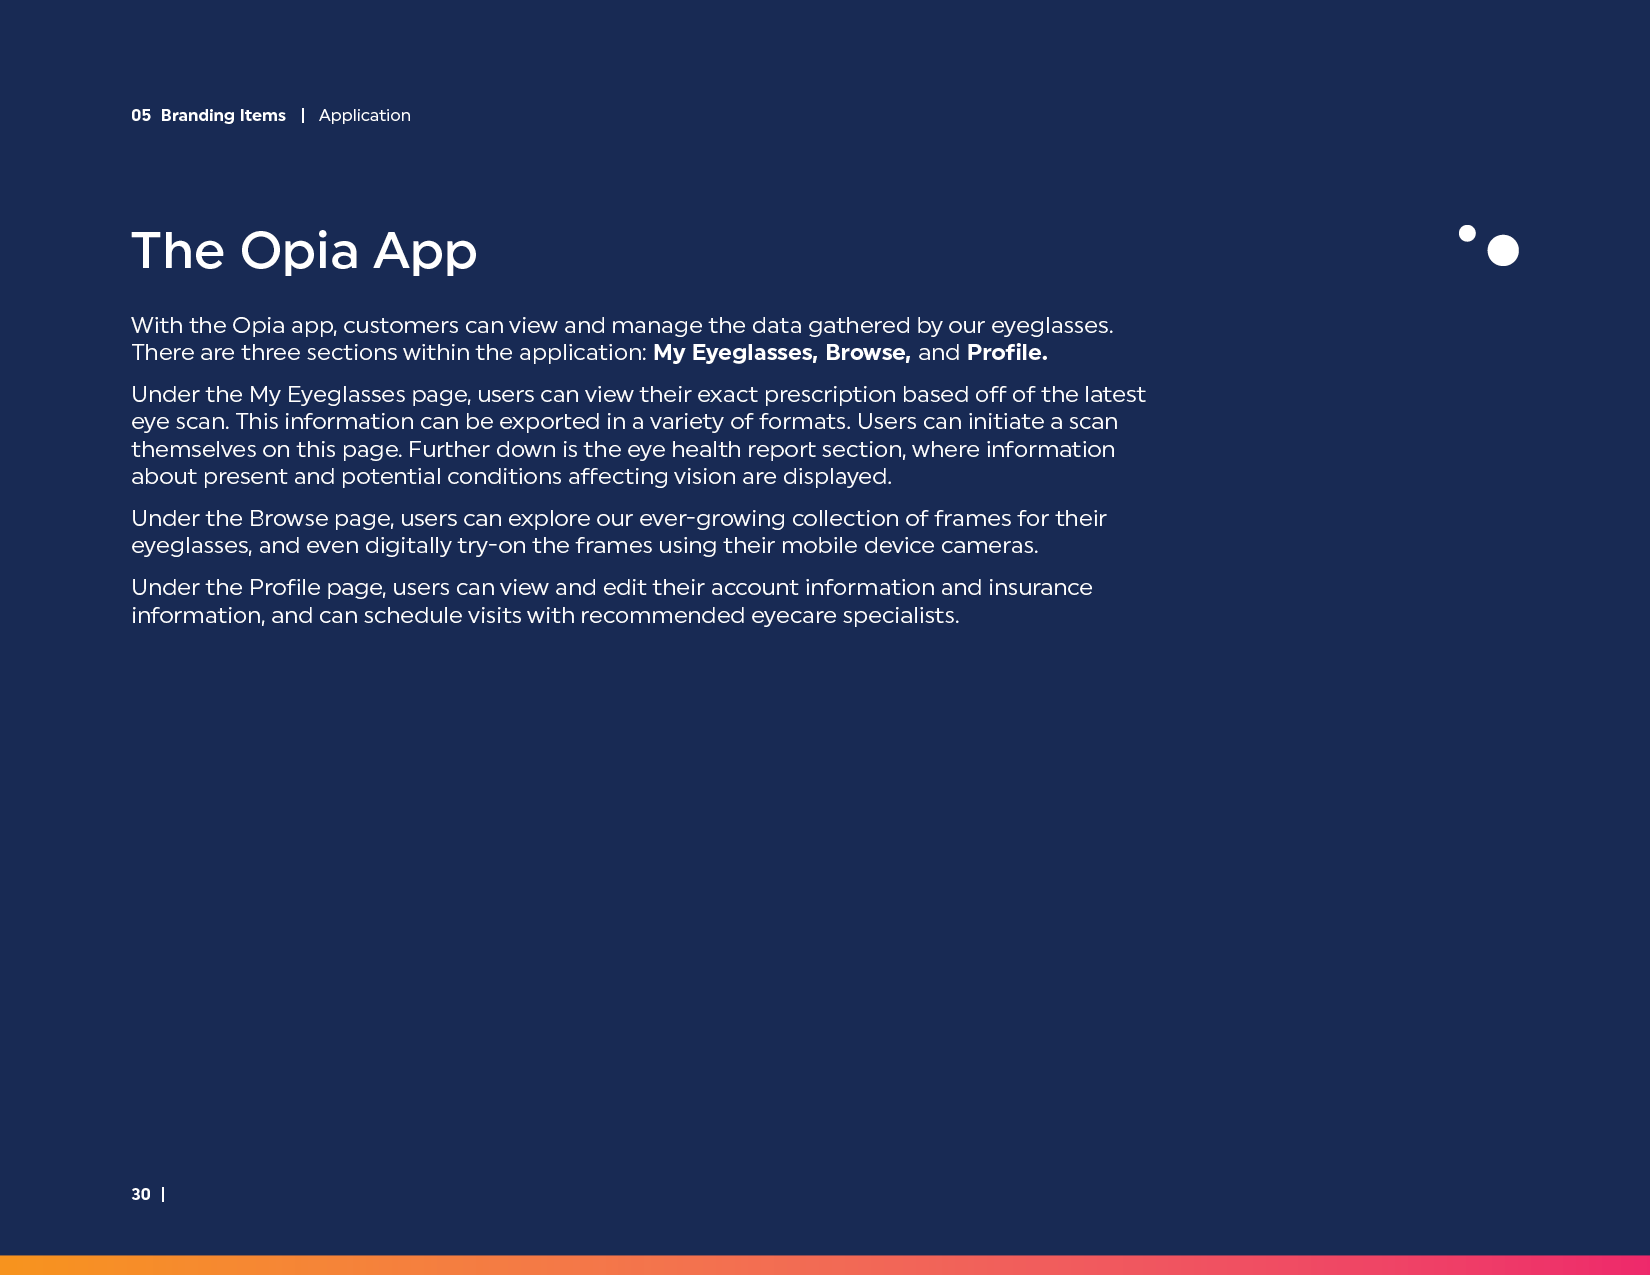 05 Branding Items | Application
The Opia App
With the Opia app, customers can view and manage the data gathered by our eyeglasses.
There are three sections within the application: My Eyeglasses, Browse, and Profile.
Under the My Eyeglasses page, users can view their exact prescription based off of the latest
eye scan. This information can be exported in a variety of formats. Users can initiate a scan
themselves on this page. Further down is the eye health report section, where information
about present and potential conditions affecting vision are displayed.
Under the Browse page, users can explore our ever-growing collection of frames for their
eyeglasses, and even digitally try-on the frames using their mobile device cameras.
Under the Profile page, users can view and edit their account information and insurance
information, and can schedule visits with recommended eyecare specialists.
30 |